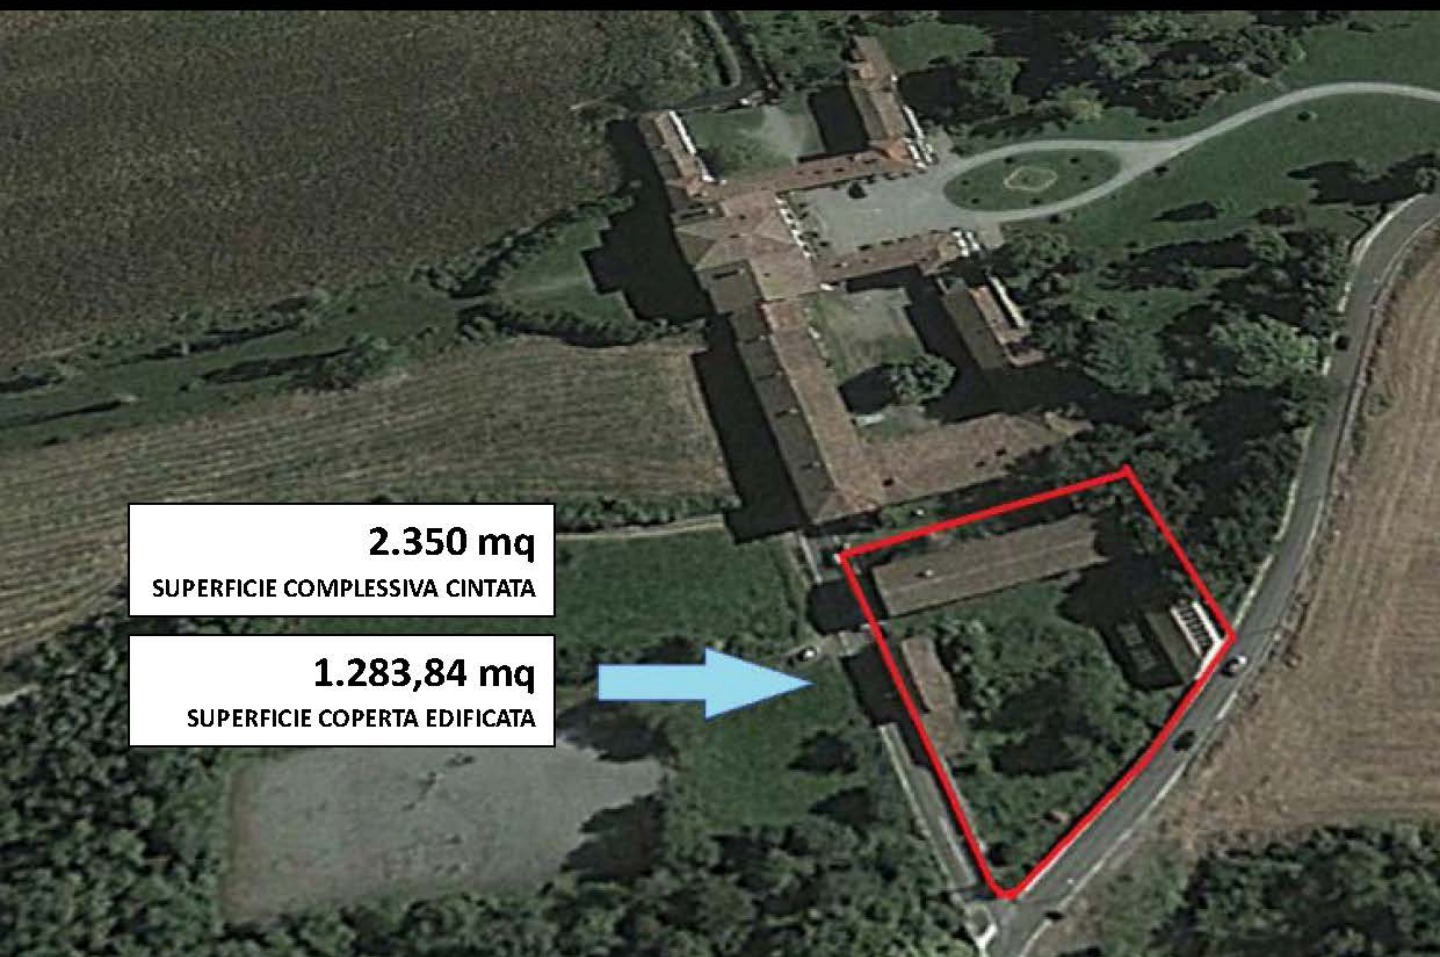 2.350 mq
SUPERFICIE COMPLESSIVA CINTATA
1.283,84 mq
SUPERFICIE COPERTA EDIFICATA